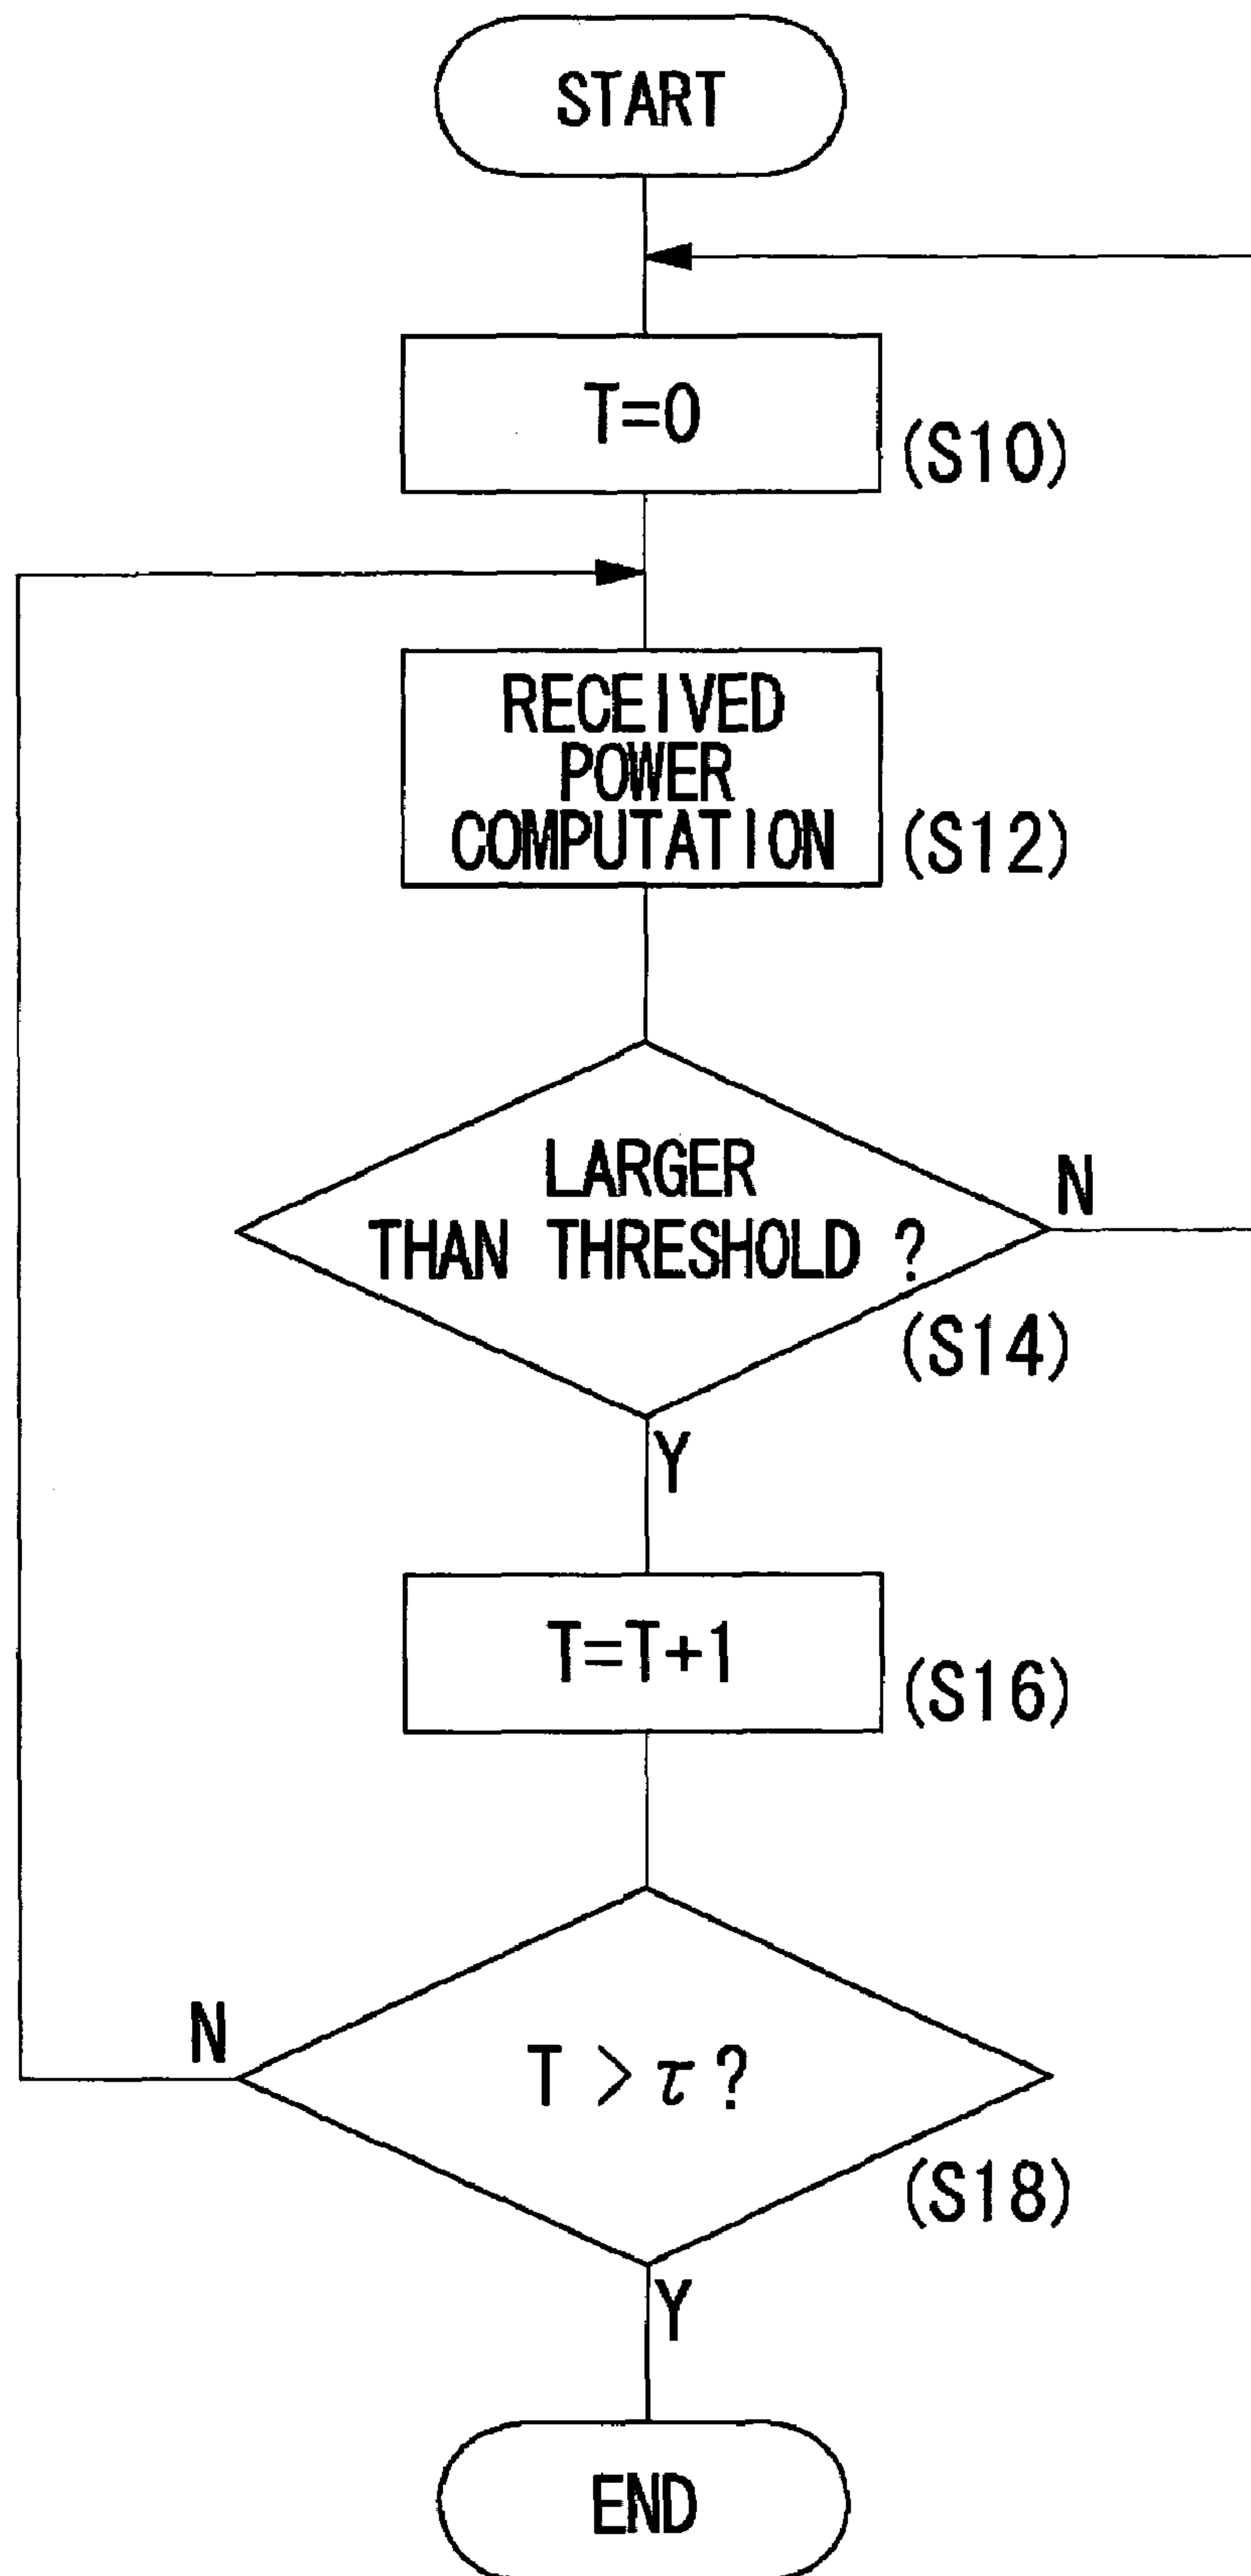 START
T=0
(S10)
RECEIVED
POWER
COMPUTATION
(S12)
LARGER
THAN THRESHOLD ?
N
(S14)
Y
T=T+1
(S16)
N
T > τ ?
(S18)
Y
END